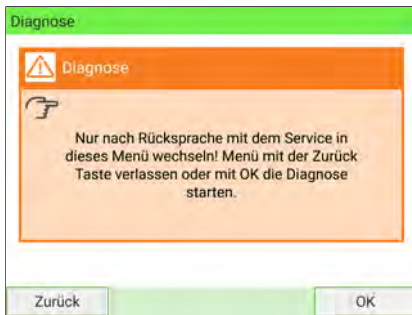 Diagnose
Diagnose
Nur nach Rücksprache mit dem Service in
dieses Menü wechseln! Menü mit der Zurück
Taste verlassen oder mit OK die Diagnose
starten.
Zurück
OK